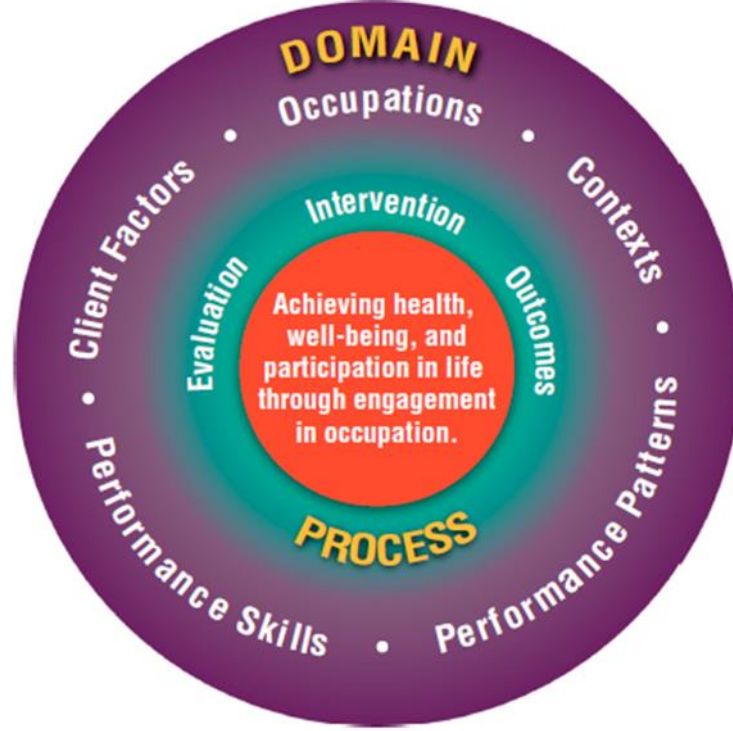 DOMAIN
Occupations
Contexts
Performance Patterns
Performance Skills
Client Factors
Evaluation
Intervention
Outcomes
PROCESS
Achieving health,
well-being, and
participation in life
through engagement
in occupation.